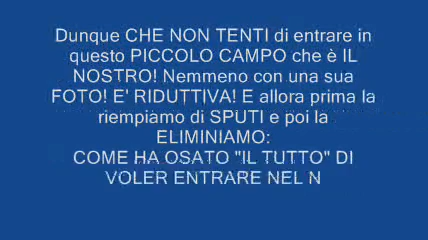 Dunque CHE NON TENTI di entrare in
questo PICCOLO CAMPO che è IL
NOSTRO! Nemmeno con una sua
FOTO! E' RIDUTTIVA! E allora prima la
riempiamo di SPUTI e poi la
ELIMINIAMO:
COME HA OSATO "IL TUTTO" DI
VOLER ENTRARE NEL N